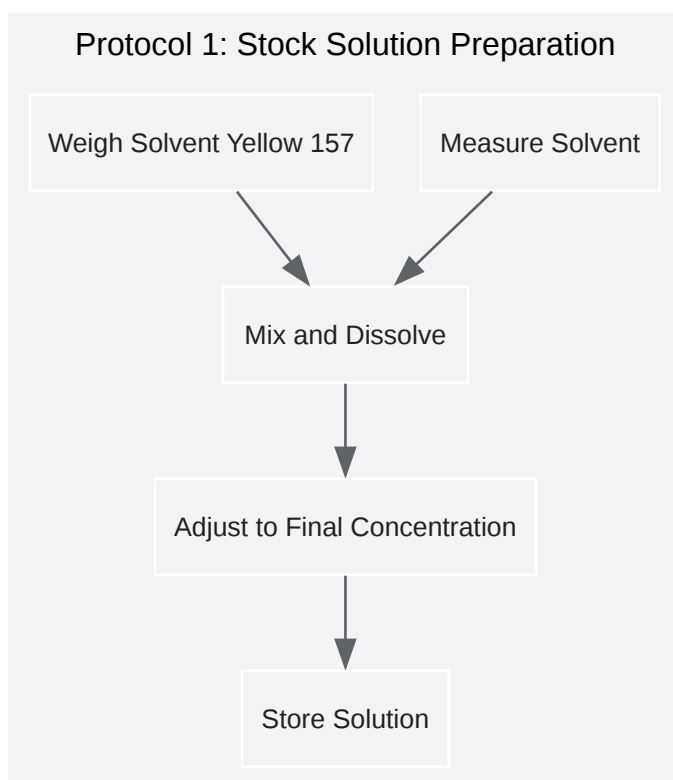 Protocol 1: Stock Solution Preparation
Weigh Solvent Yellow 157
Measure Solvent
Mix and Dissolve
Adjust to Final Concentration
Store Solution